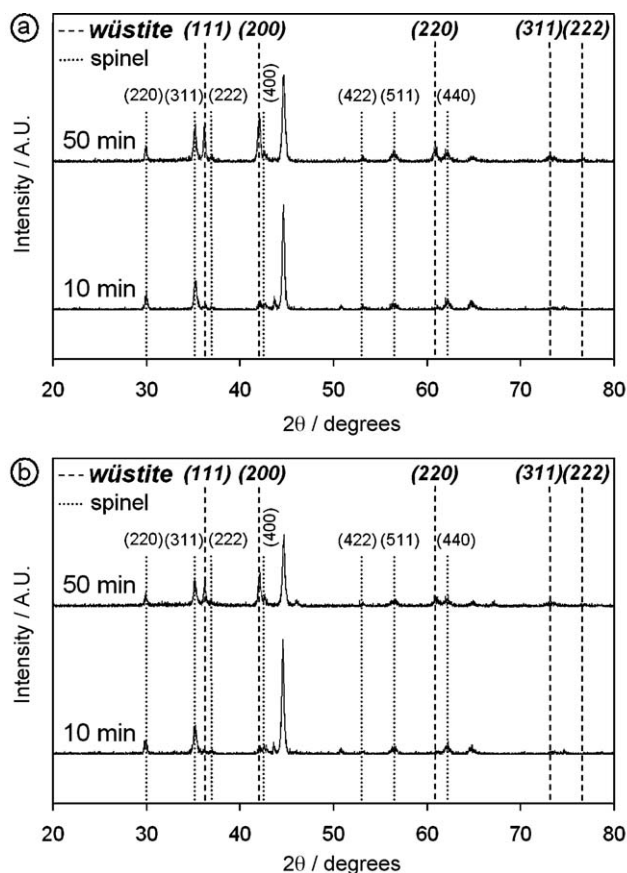 a
wüstite (111) (200) (220) (311) (222)
spinel
(220) (311) (222) (400) (422) (511) (440)
50 min
10 min
Intensity / A.U.
20 30 40 50 60 70 80
2θ / degrees
b
wüstite (111) (200) (220) (311) (222)
spinel
(220) (311) (222) (400) (422) (511) (440)
50 min
10 min
Intensity / A.U.
20 30 40 50 60 70 80
2θ / degrees